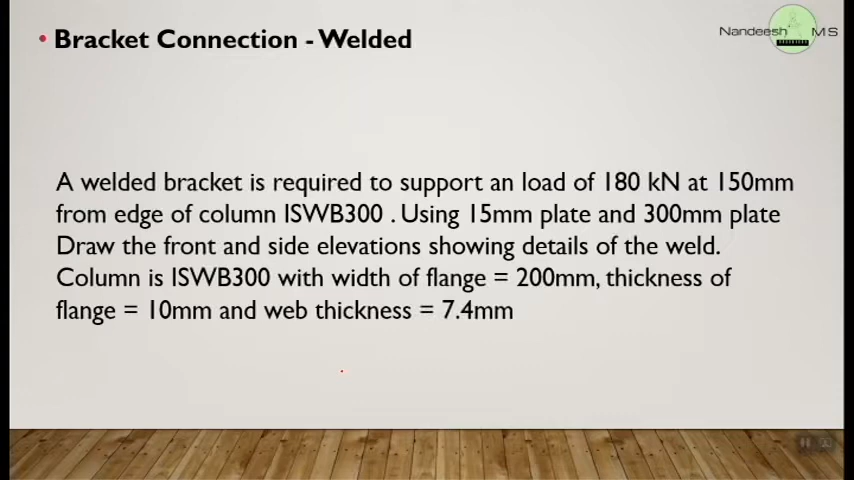 • Bracket Connection - Welded
Nandeesh M S
A welded bracket is required to support an load of 180 kN at 150mm
from edge of column ISWB300 . Using 15mm plate and 300mm plate
Draw the front and side elevations showing details of the weld.
Column is ISWB300 with width of flange = 200mm, thickness of
flange = 10mm and web thickness = 7.4mm